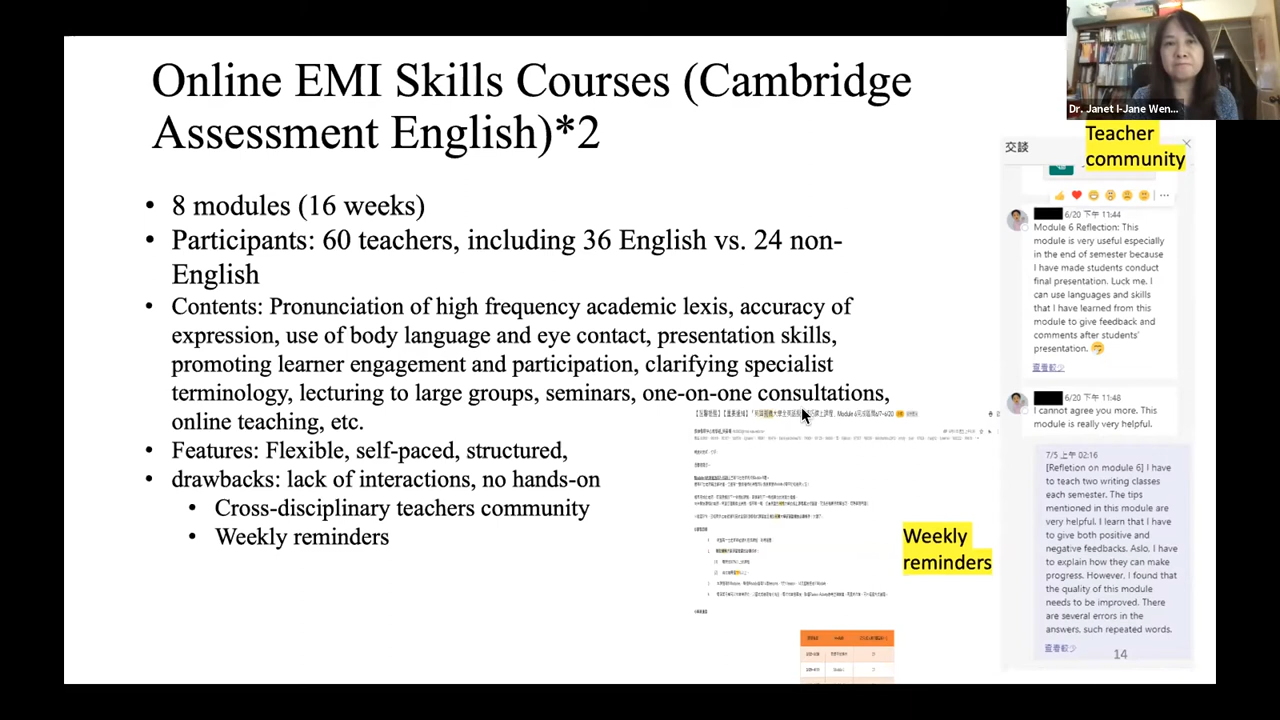 Online EMI Skills Courses (Cambridge
Assessment English)*2
• 8 modules (16 weeks)
• Participants: 60 teachers, including 36 English vs. 24 non-
English
• Contents: Pronunciation of high frequency academic lexis, accuracy of
expression, use of body language and eye contact, presentation skills,
promoting learner engagement and participation, clarifying specialist
terminology, lecturing to large groups, seminars, one-on-one consultations,
online teaching, etc.
• Features: Flexible, self-paced, structured,
• drawbacks: lack of interactions, no hands-on
• Cross-disciplinary teachers community
• Weekly reminders
Weekly
reminders
Dr. Janet I-Jane Wen...
Teacher
community
交談
6/20 下午 11:44
Module 6 Reflection: This
module is very useful especially
in the end of semester because
I have made students conduct
final presentation. Luck me. I
can use languages and skills
that I have learned from this
module to give feedback and
comments after students'
presentation.
查看較少
6/20 下午 11:48
I cannot agree you more. This
module is really very helpful.
7/5 上午 02:16
[Refletion on module 6] I have
to teach two writing classes
each semester. The tips
mentioned in this module are
very helpful. I learn that I have
to give both positive and
negative feedbacks. Aslo, I have
to explain how they can make
progress. However, I found that
the quality of this module
needs to be improved. There
are several errors in the
answers, such repeated words.
查看較少
14